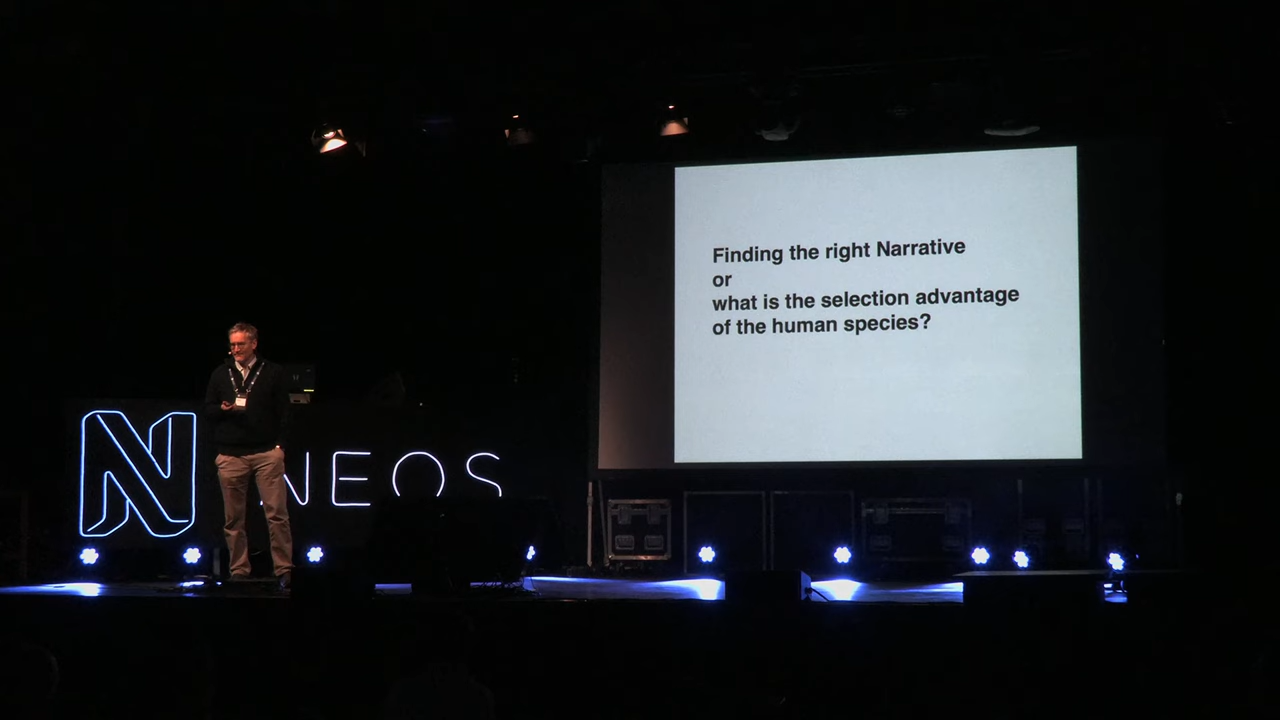 Finding the right Narrative
or
what is the selection advantage
of the human species?
N NEOS